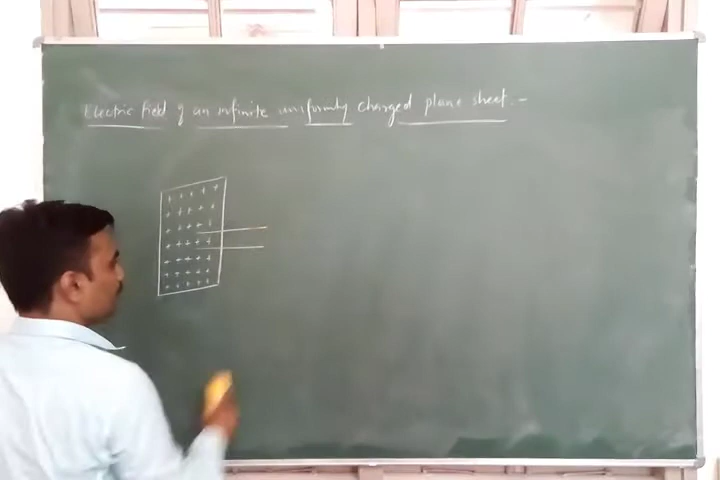 Electric field of an infinite uniformly charged plane sheet:-